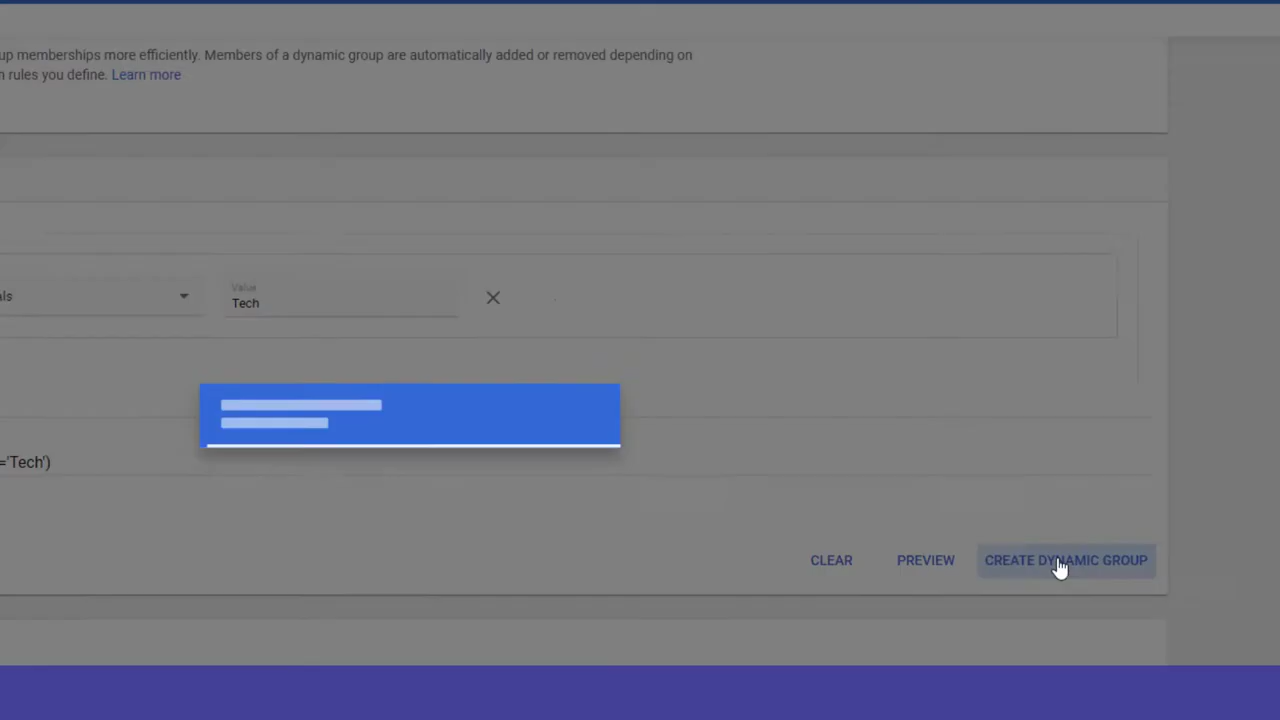 up memberships more efficiently. Members of a dynamic group are automatically added or removed depending on
rules you define. Learn more
Value
Tech
='Tech')
CLEAR PREVIEW CREATE DYNAMIC GROUP